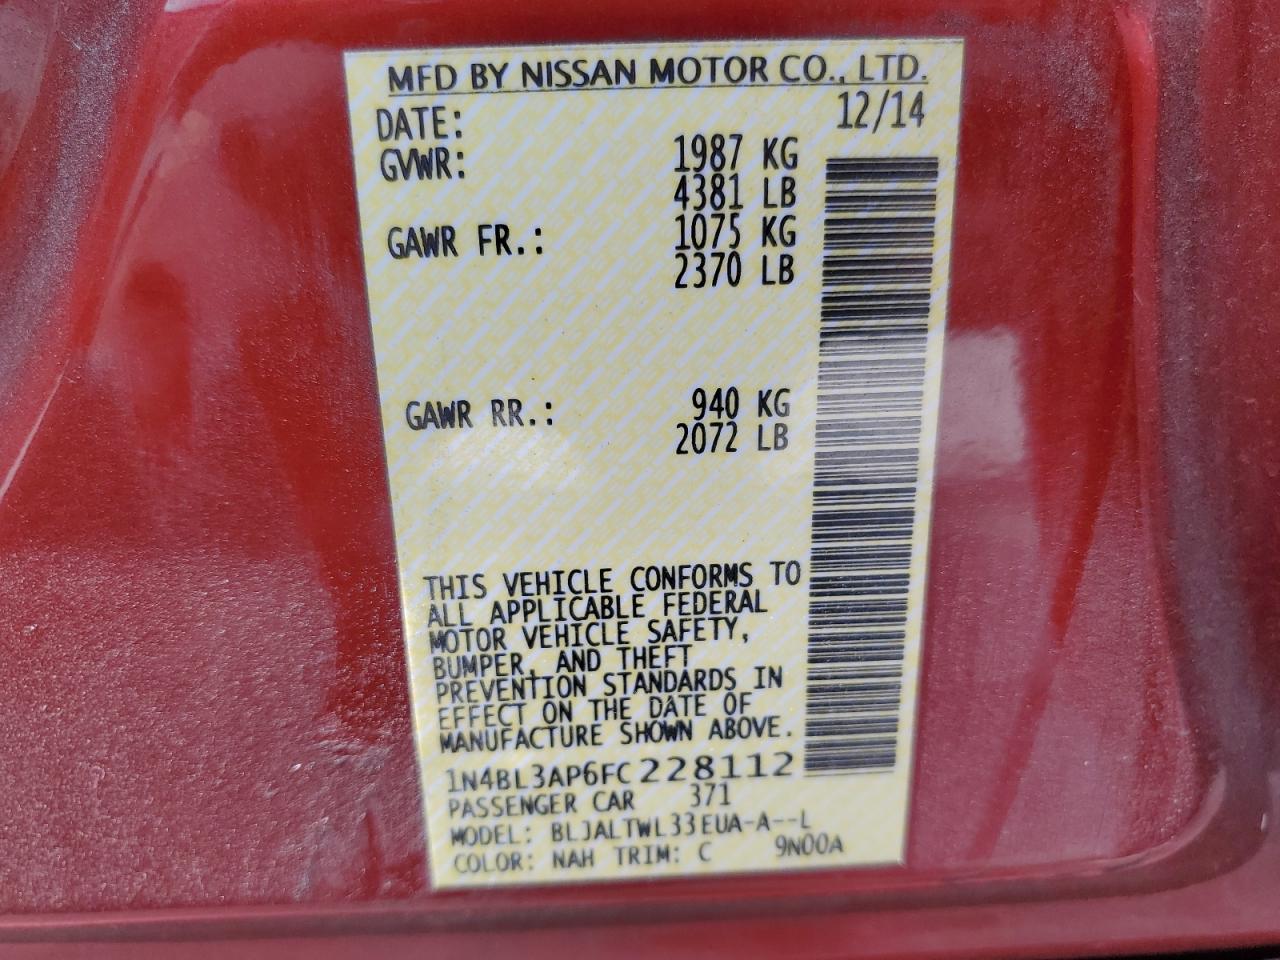 MFD BY NISSAN MOTOR CO., LTD.
DATE: 12/14
GVWR: 1987 KG
4381 LB
GAWR FR.: 1075 KG
2370 LB
GAWR RR.: 940 KG
2072 LB
THIS VEHICLE CONFORMS TO
ALL APPLICABLE FEDERAL
MOTOR VEHICLE SAFETY,
BUMPER, AND THEFT
PREVENTION STANDARDS IN
EFFECT ON THE DATE OF
MANUFACTURE SHOWN ABOVE.
1N4BL3AP6FC228112
PASSENGER CAR 371
MODEL: BLJALTWL33EUA-A--L
COLOR: NAH TRIM: C 9N00A